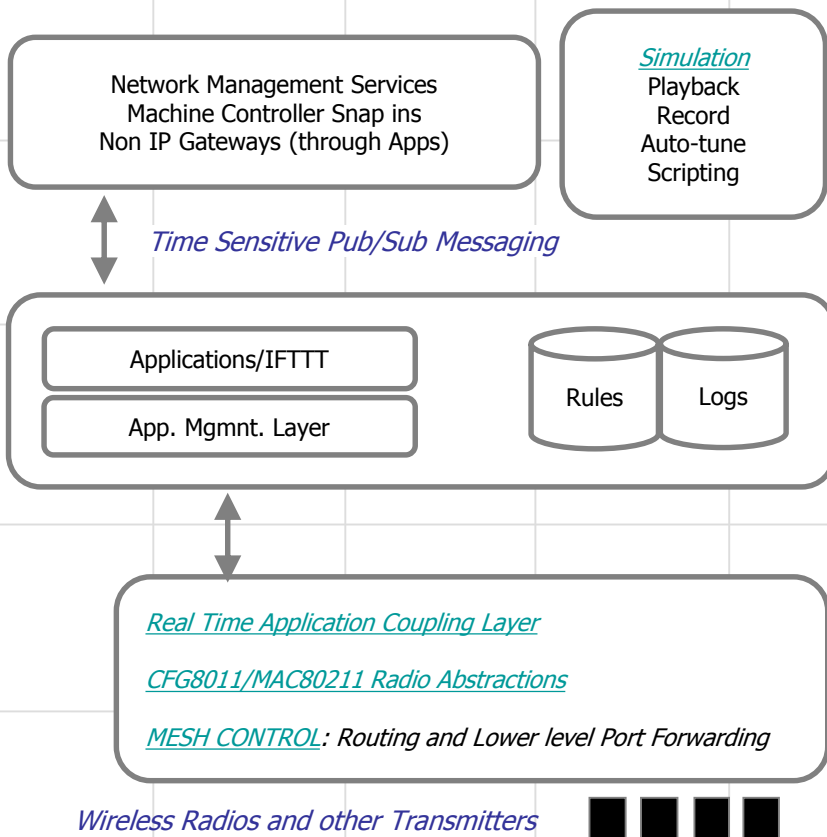 Network Management Services
Machine Controller Snap ins
Non IP Gateways (through Apps)
Simulation
Playback
Record
Auto-tune
Scripting
Time Sensitive Pub/Sub Messaging
Applications/IFTTT
App. Mgmnt. Layer
Rules
Logs
Real Time Application Coupling Layer
CFG8011/MAC80211 Radio Abstractions
MESH CONTROL: Routing and Lower level Port Forwarding
Wireless Radios and other Transmitters